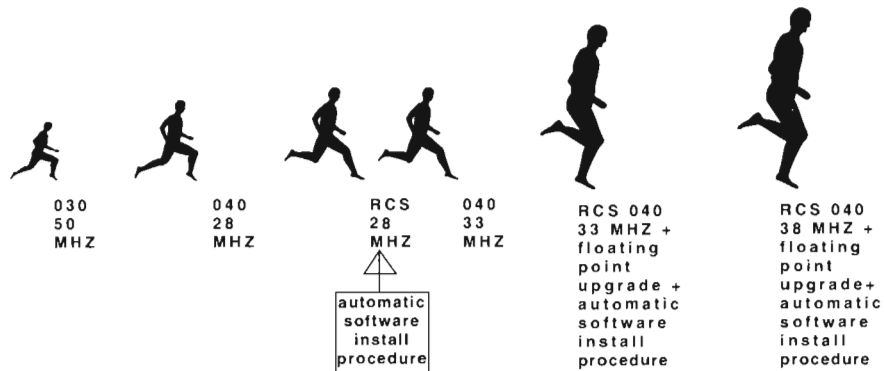 030
50
MHZ
040
28
MHZ
RCS
28
MHZ
automatic
software
install
procedure
040
33
MHZ
RCS 040
33 MHZ +
floating
point
upgrade +
automatic
software
install
procedure
RCS 040
38 MHZ +
floating
point
upgrade+
automatic
software
install
procedure